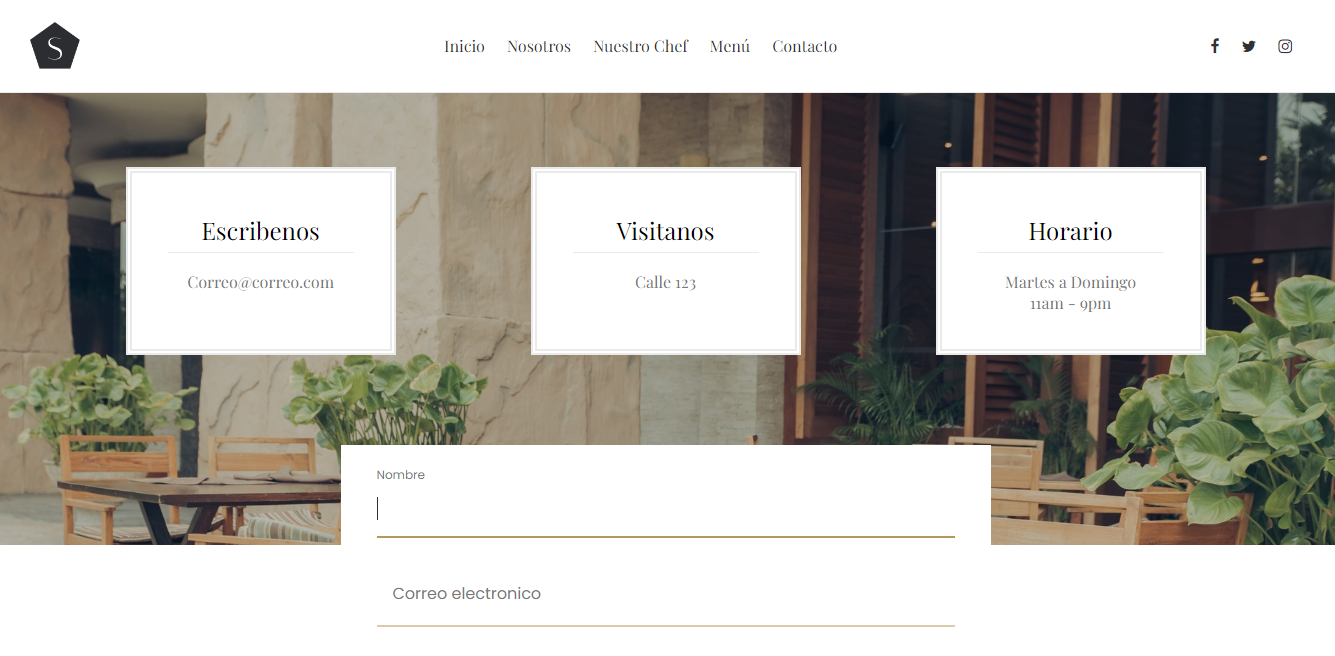 S
Inicio Nosotros Nuestro Chef Menú Contacto
Escribenos
Correo@correo.com
Visitanos
Calle 123
Horario
Martes a Domingo
11am - 9pm
Nombre
Correo electronico